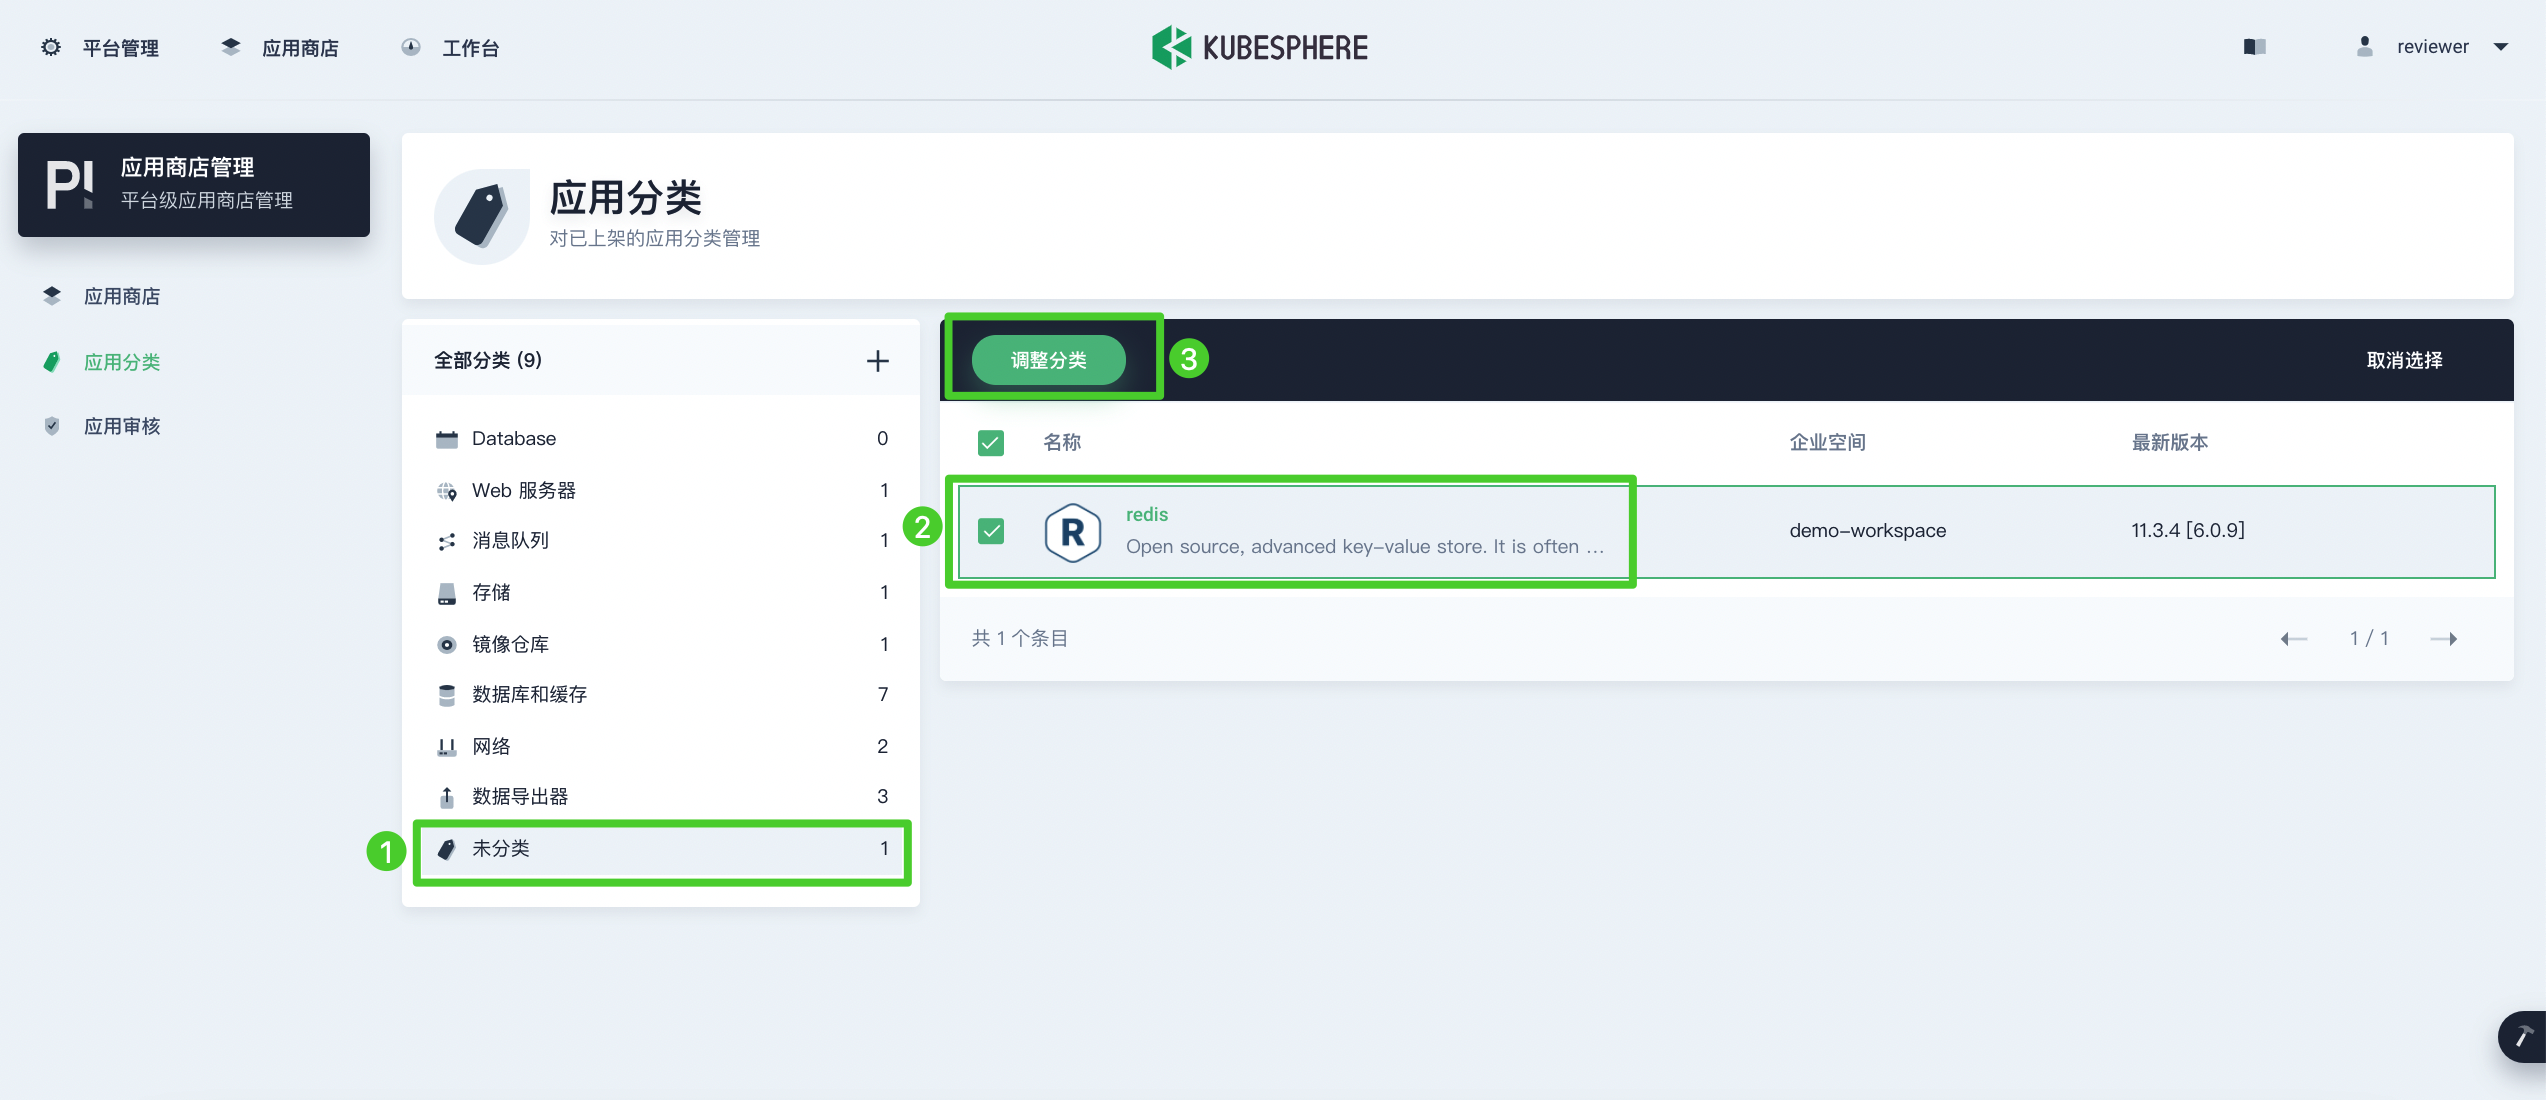 平台管理
应用商店
工作台
KUBESPHERE
reviewer
应用商店管理
平台级应用商店管理
应用商店
应用分类
应用审核
应用分类
对已上架的应用分类管理
全部分类 (9)
Database 0
Web 服务器 1
消息队列 1
存储 1
镜像仓库 1
数据库和缓存 7
网络 2
数据导出器 3
1 未分类 1
调整分类 3 取消选择
名称 企业空间 最新版本
2 R redis
Open source, advanced key-value store. It is often ...
demo-workspace 11.3.4 [6.0.9]
共 1 个条目 1 / 1